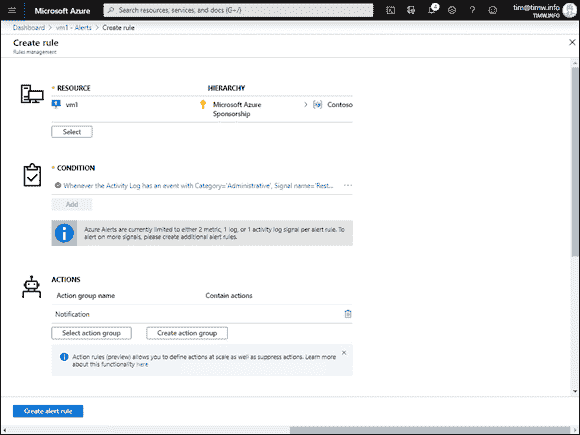 Microsoft Azure
Search resources, services, and docs (G+/)
2
tim@timw.info
TIMW.INFO
Dashboard > vm1 - Alerts > Create rule
Create rule
Rules management
* RESOURCE
HIERARCHY
vm1
Microsoft Azure
Sponsorship
> Contoso
Select
* CONDITION
Whenever the Activity Log has an event with Category='Administrative', Signal name='Rest...
Add
Azure Alerts are currently limited to either 2 metric, 1 log, or 1 activity log signal per alert rule. To
alert on more signals, please create additional alert rules.
ACTIONS
Action group name
Contain actions
Notification
Select action group
Create action group
Action rules (preview) allows you to define actions at scale as well as suppress actions. Learn more
about this functionality here
Create alert rule